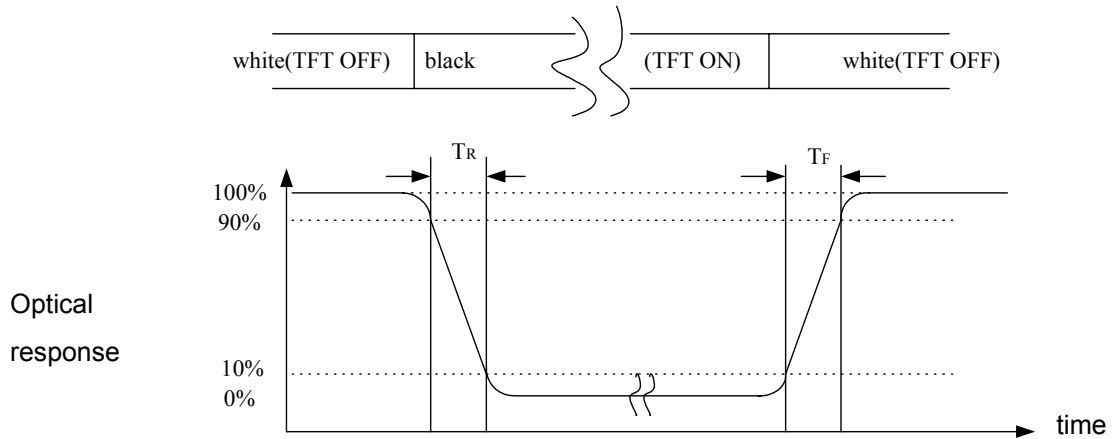 white(TFT OFF) black (TFT ON) white(TFT OFF)
TR TF
100%
90%
Optical
response
10%
0%
time